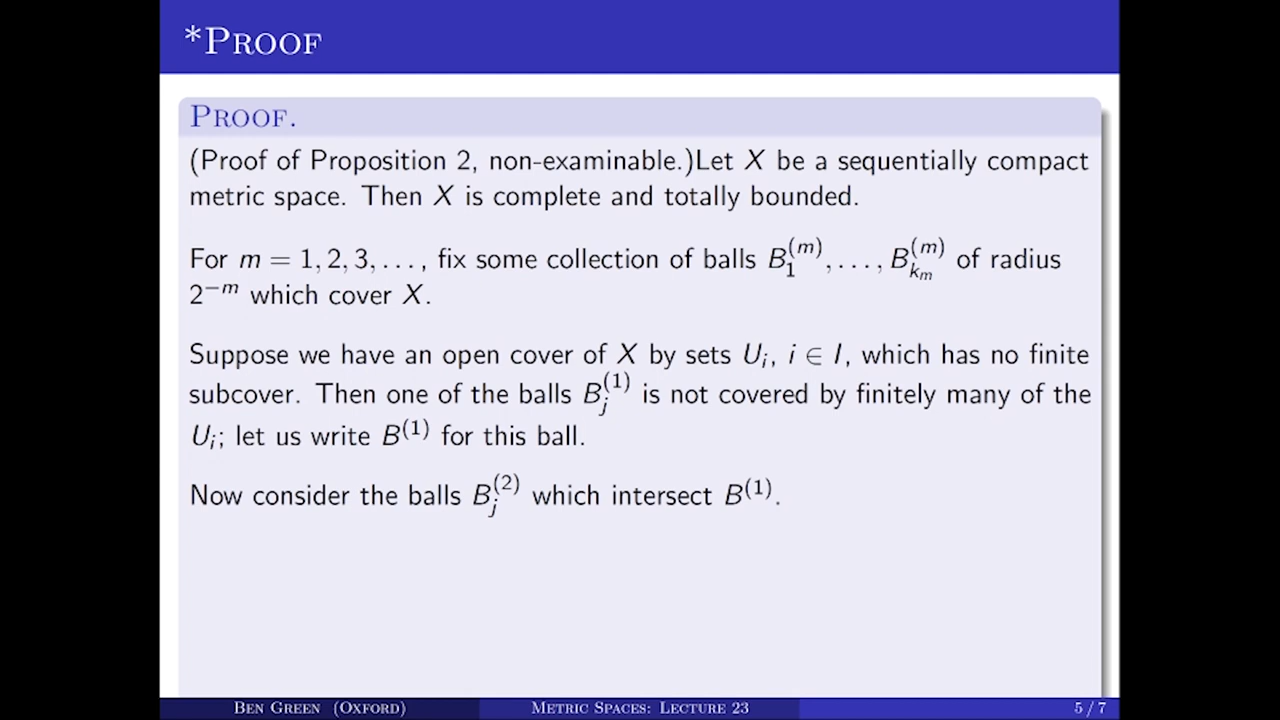 *Proof
Proof.
(Proof of Proposition 2, non-examinable.)Let X be a sequentially compact
metric space. Then X is complete and totally bounded.
For m = 1, 2, 3, . . . , fix some collection of balls B_1^{(m)}, . . . , B_{k_m}^{(m)} of radius
2^{-m} which cover X.
Suppose we have an open cover of X by sets U_i, i ∈ I, which has no finite
subcover. Then one of the balls B_j^{(1)} is not covered by finitely many of the
U_i; let us write B^{(1)} for this ball.
Now consider the balls B_j^{(2)} which intersect B^{(1)}.
Ben Green (Oxford) Metric Spaces: Lecture 23 5 / 7